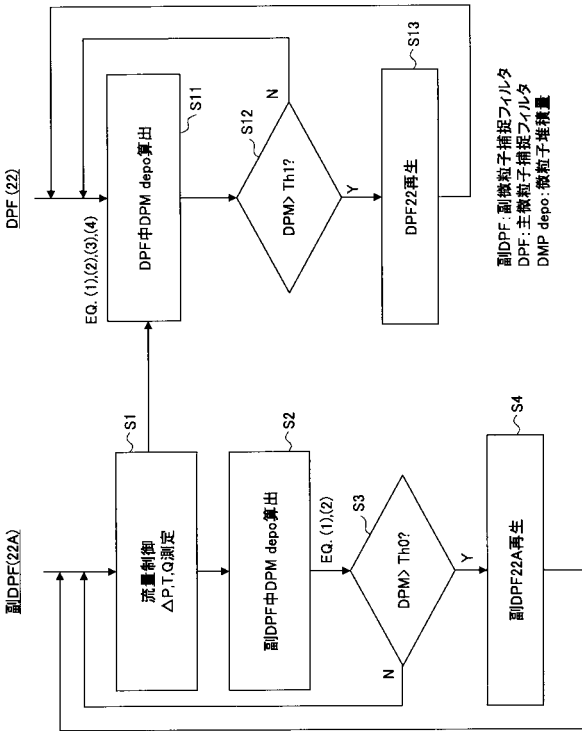 副DPF(22A)
流量制御
△P,T,Q測定
S1
副DPF中DPM depo算出
S2
EQ. (1),(2)
DPM> Th0?
S3
N
Y
副DPF22A再生
S4
DPF (22)
EQ. (1),(2),(3),(4)
DPF中DPM depo算出
S11
DPM> Th1?
S12
N
Y
DPF22再生
S13
副DPF:副微粒子捕捉フィルタ
DPF:主微粒子捕捉フィルタ
DMP depo:微粒子堆積量